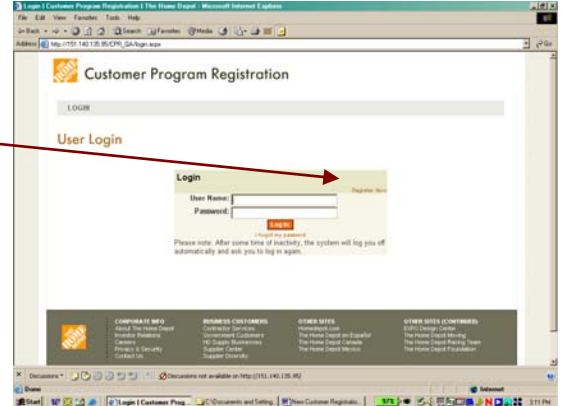 Login | Customer Program Registration | The Home Depot - Microsoft Internet Explorer
File Edit View Favorites Tools Help
Back Search Favorites Media
Address http://151.140.135.95/CPR_GA/login.aspx Go
Customer Program Registration
LOGIN
User Login
Login
Register Now
User Name:
Password:
Log In
I forgot my password
Please note: After some time of inactivity, the system will log you off
automatically and ask you to log in again.
CORPORATE INFO
About The Home Depot
Investor Relations
Careers
Privacy & Security
Contact Us
BUSINESS CUSTOMERS
Contractor Services
Government Customers
HD Supply Businesses
Supplier Center
Supplier Diversity
OTHER SITES
Homedepot.com
The Home Depot en Español
The Home Depot Canada
The Home Depot Mexico
OTHER SITES (CONTINUED)
EXPO Design Center
The Home Depot Moving
The Home Depot Racing Team
The Home Depot Foundation
Discussions Discussions not available on http://151.140.135.95/
Done Internet
Start Login | Customer Prog... C:\Documents and Setting... New Customer Registratio... 97% 3:11 PM